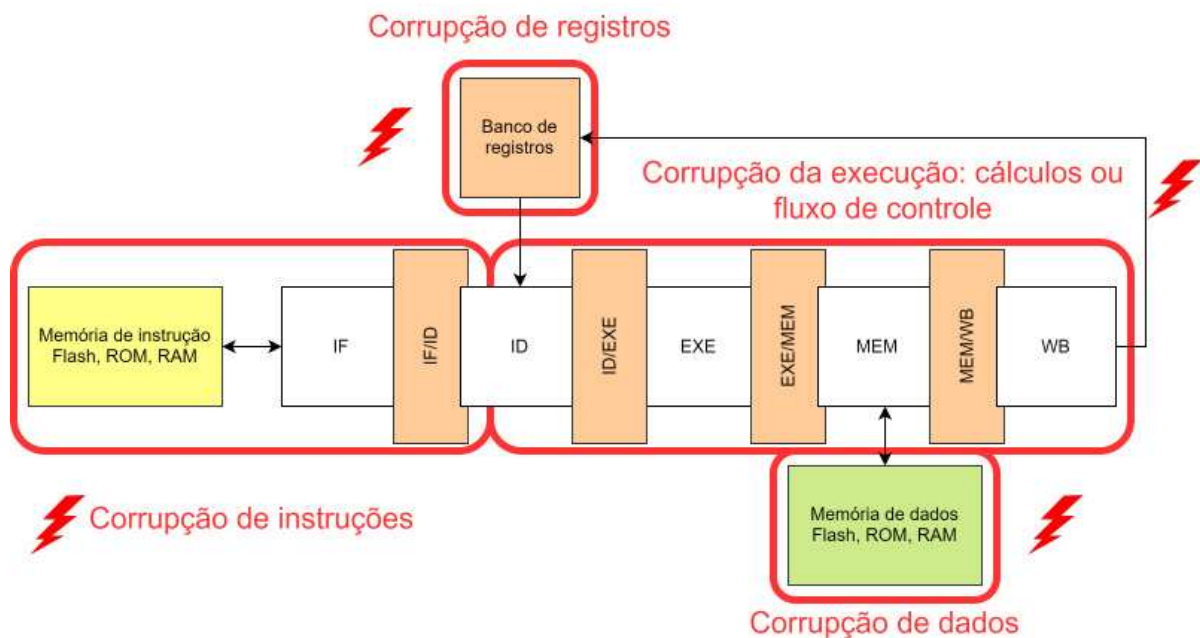 Corrupção de registros
Banco de
registros
Corrupção da execução: cálculos ou
fluxo de controle
Memória de instrução
Flash, ROM, RAM
IF
IF/ID
ID
ID/EXE
EXE
EXE/MEM
MEM
MEM/WB
WB
Corrupção de instruções
Memória de dados
Flash, ROM, RAM
Corrupção de dados